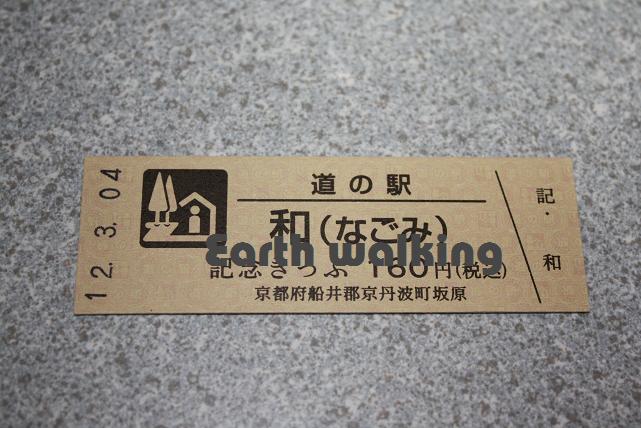 12.3.04
道の駅
和(なごみ)
Earth walking
記念きっぷ 160円(税込)
京都府船井郡京丹波町坂原
記・和